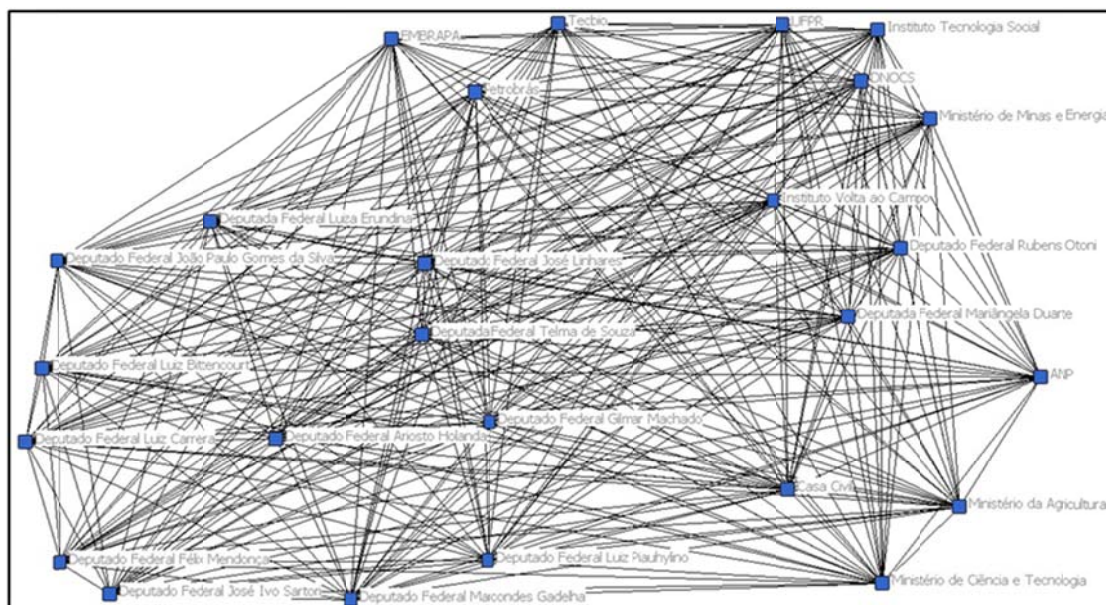 Tecbio
UFPR
Instituto Tecnologia Social
EMBRAPA
DNOCS
Petrobrás
Ministério de Minas e Energia
Instituto Volta ao Campo
Deputada Federal Luiza Erundina
Deputado Federal Rubens Otoni
Deputado Federal João Paulo Gomes da Silva
Deputado Federal José Linhares
Deputada Federal Mariângela Duarte
Deputada Federal Telma de Souza
Deputado Federal Luiz Bittencourt
ANP
Deputado Federal Gilmar Machado
Deputado Federal Luiz Carrera
Deputado Federal Ariosto Holanda
Casa Civil
Ministério da Agricultura
Deputado Federal Félix Mendonça
Deputado Federal Luiz Piauhylino
Ministério de Ciência e Tecnologia
Deputado Federal José Ivo Sartori
Deputado Federal Marcondes Gadelha